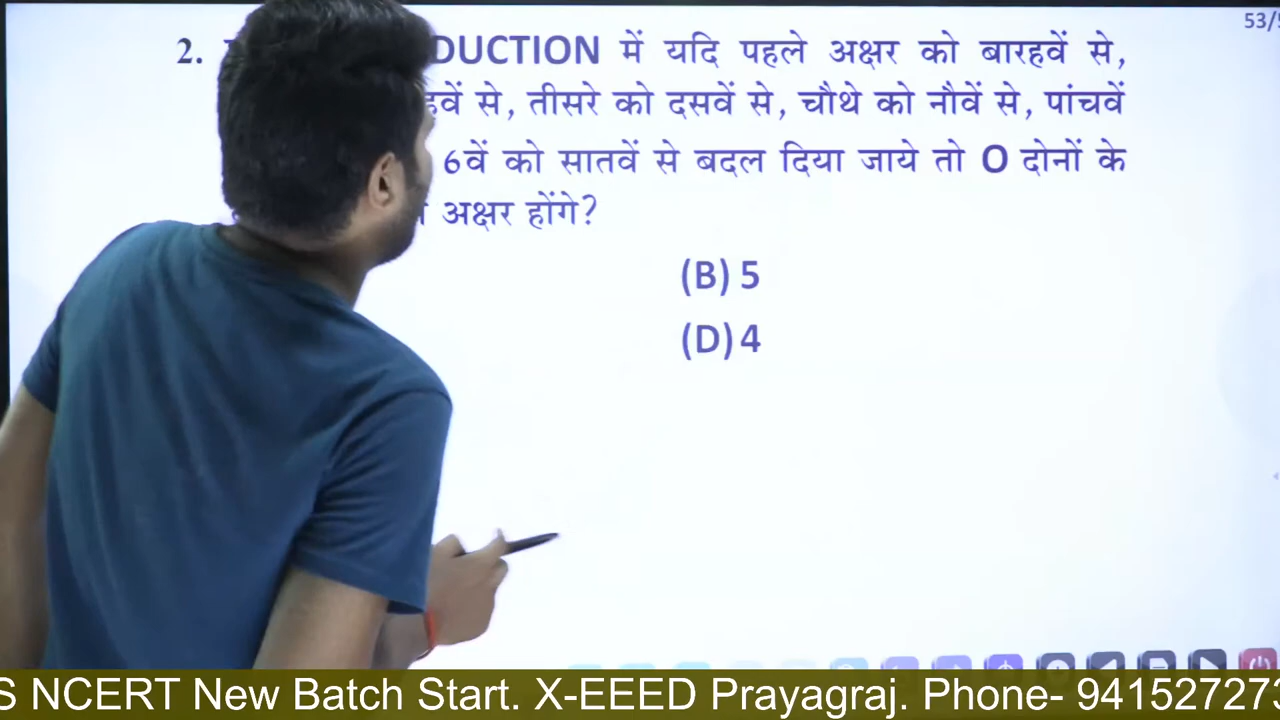 53/
2. DUCTION में यदि पहले अक्षर को बारहवें से,
से, तीसरे को दसवें से, चौथे को नौवें से, पांचवें
6वें को सातवें से बदल दिया जाये तो O दोनों के
अक्षर होंगे?
(B) 5
(D) 4
S NCERT New Batch Start. X-EEED Prayagraj. Phone- 941527273